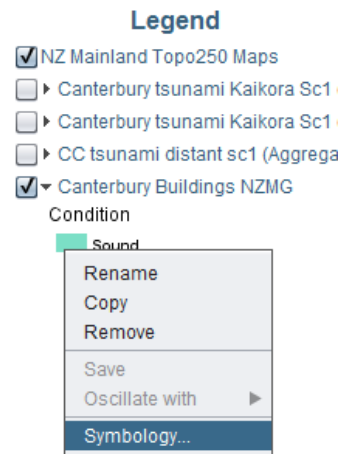 Legend
NZ Mainland Topo250 Maps
Canterbury tsunami Kaikora Sc1
Canterbury tsunami Kaikora Sc1
CC tsunami distant sc1 (Aggrega
Canterbury Buildings NZMG
Condition
Sound
Rename
Copy
Remove
Save
Oscillate with
Symbology...